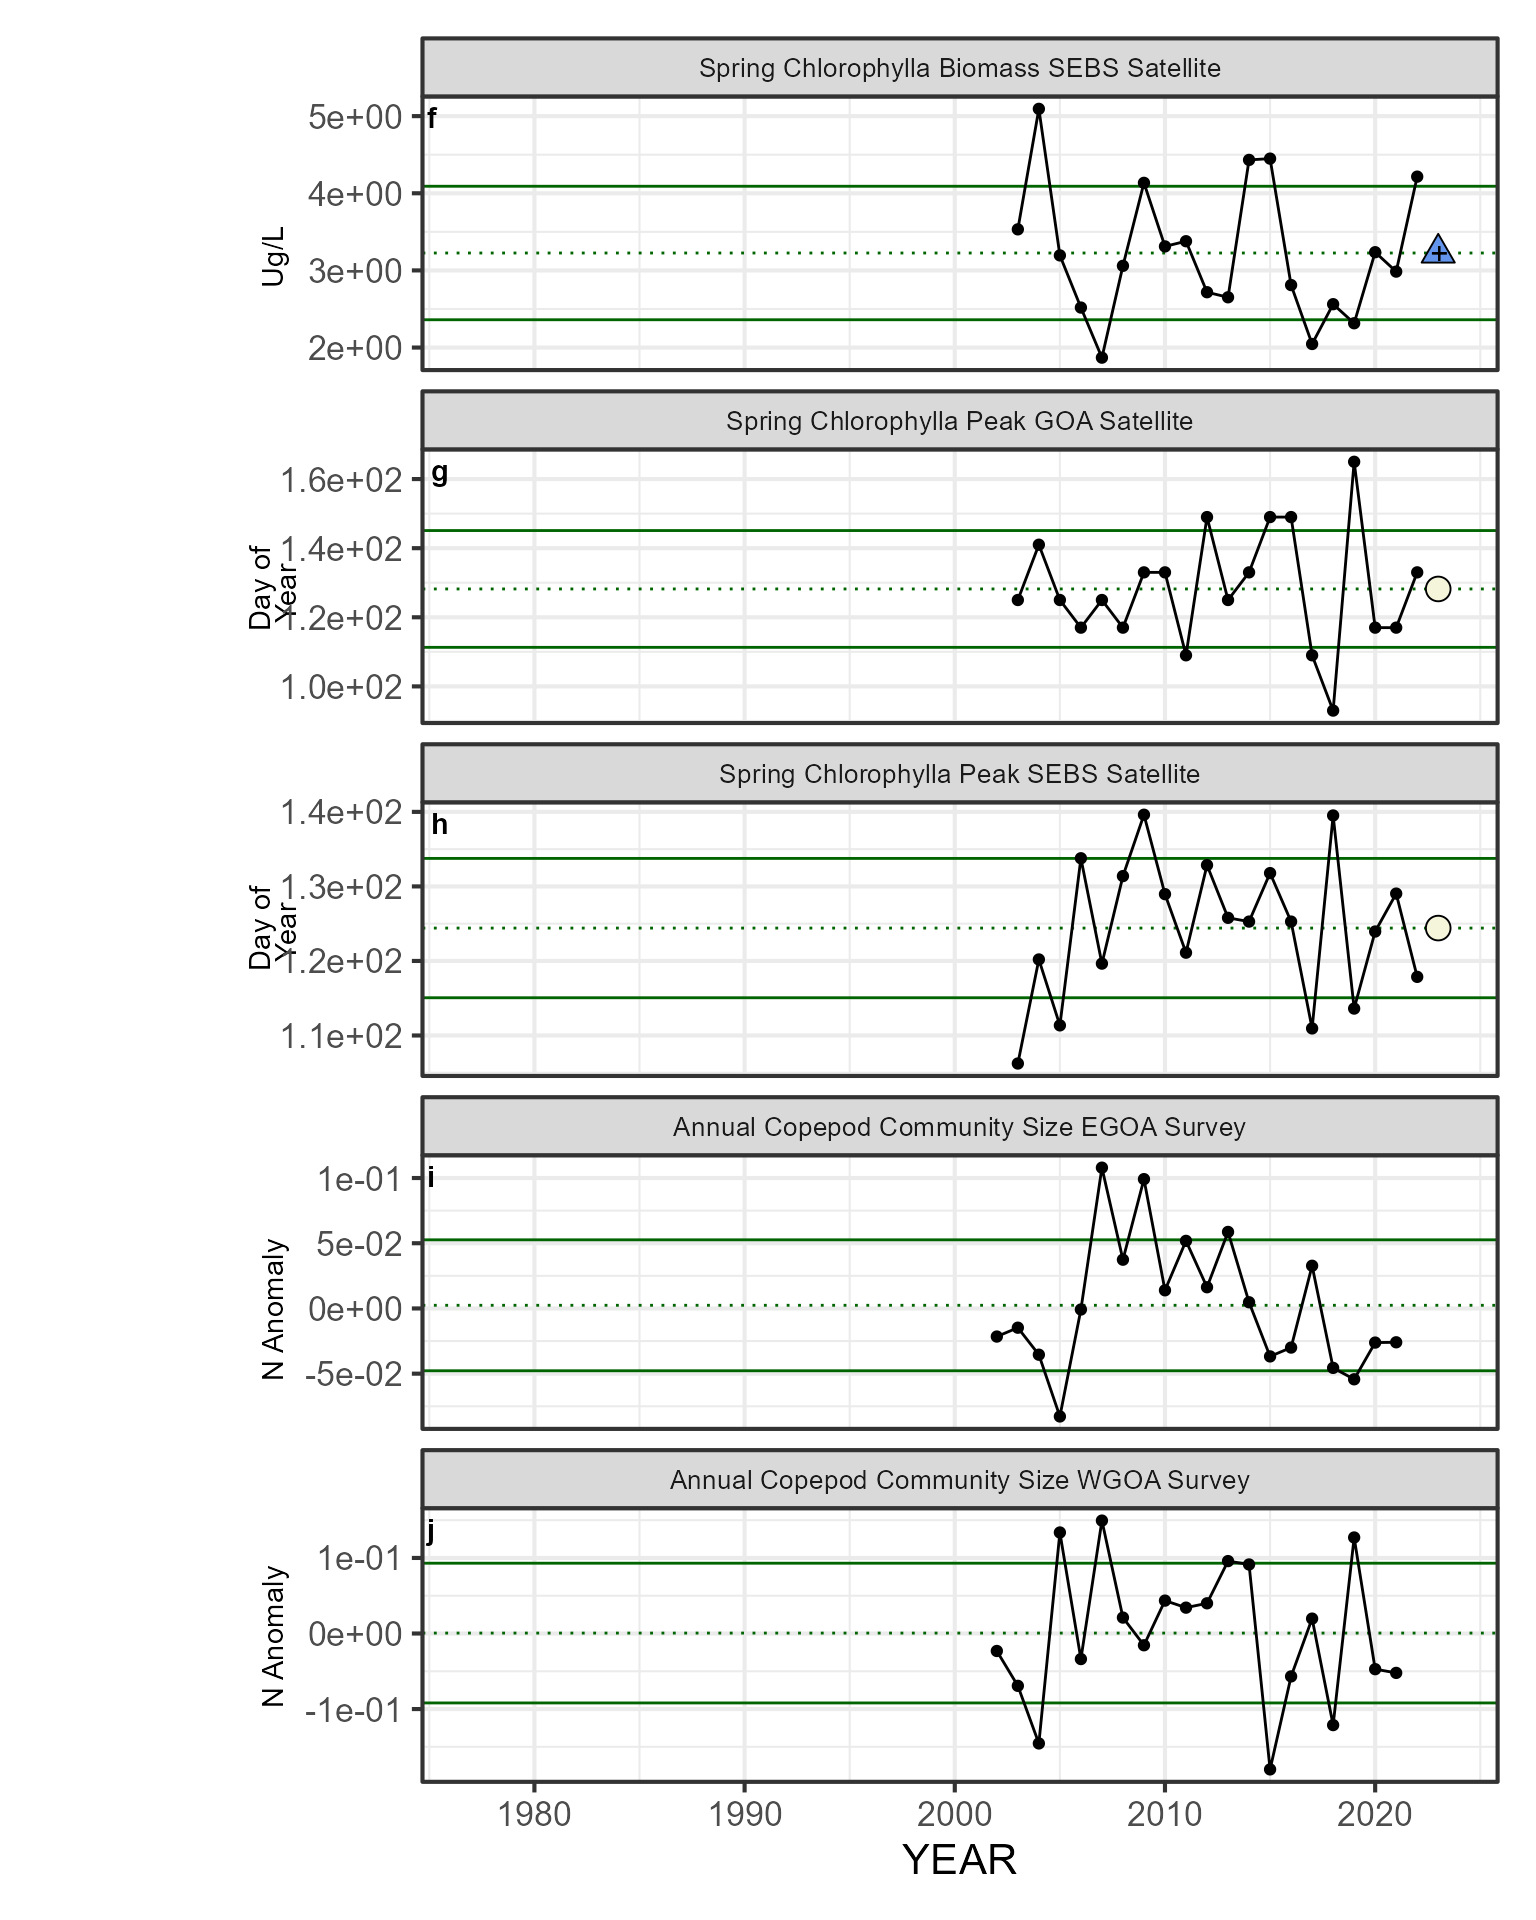 Spring Chlorophylla Biomass SEBS Satellite
f
5e+00
4e+00
3e+00
2e+00
Ug/L
+
Spring Chlorophylla Peak GOA Satellite
g
1.6e+02
1.4e+02
1.2e+02
1.0e+02
Day of
Year
Spring Chlorophylla Peak SEBS Satellite
h
1.4e+02
1.3e+02
1.2e+02
1.1e+02
Day of
Year
Annual Copepod Community Size EGOA Survey
i
1e-01
5e-02
0e+00
-5e-02
N Anomaly
Annual Copepod Community Size WGOA Survey
j
1e-01
0e+00
-1e-01
N Anomaly
1980 1990 2000 2010 2020
YEAR